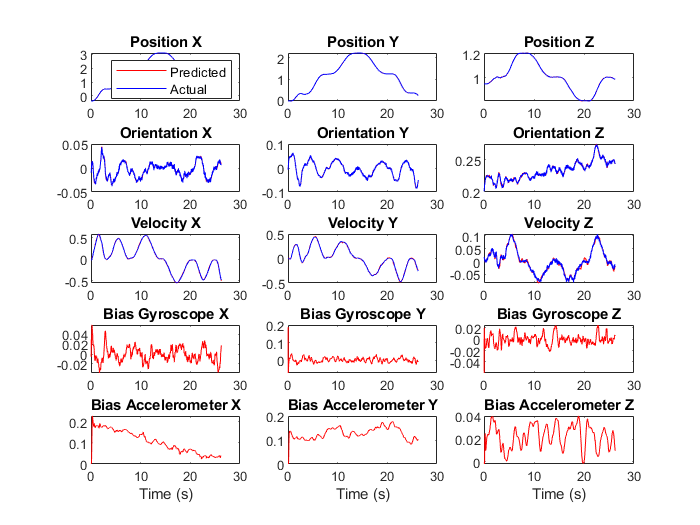 Position X
Position Y
Position Z
3
2
1
0
0 10 20 30
Predicted
Actual
2
1
0
0 10 20 30
1.2
1
0 10 20 30
Orientation X
Orientation Y
Orientation Z
0.05
0
-0.05
0 10 20 30
0.1
0
-0.1
0 10 20 30
0.25
0.2
0 10 20 30
Velocity X
Velocity Y
Velocity Z
0.5
0
-0.5
0 10 20 30
0.5
0
-0.5
0 10 20 30
0.1
0.05
0
-0.05
0 10 20 30
Bias Gyroscope X
Bias Gyroscope Y
Bias Gyroscope Z
0.04
0.02
0
-0.02
0 10 20 30
0.2
0.1
0
0 10 20 30
0.02
0
-0.02
-0.04
0 10 20 30
Bias Accelerometer X
Bias Accelerometer Y
Bias Accelerometer Z
0.2
0.1
0
0 10 20 30
Time (s)
0.2
0.1
0
0 10 20 30
Time (s)
0.04
0.02
0
0 10 20 30
Time (s)